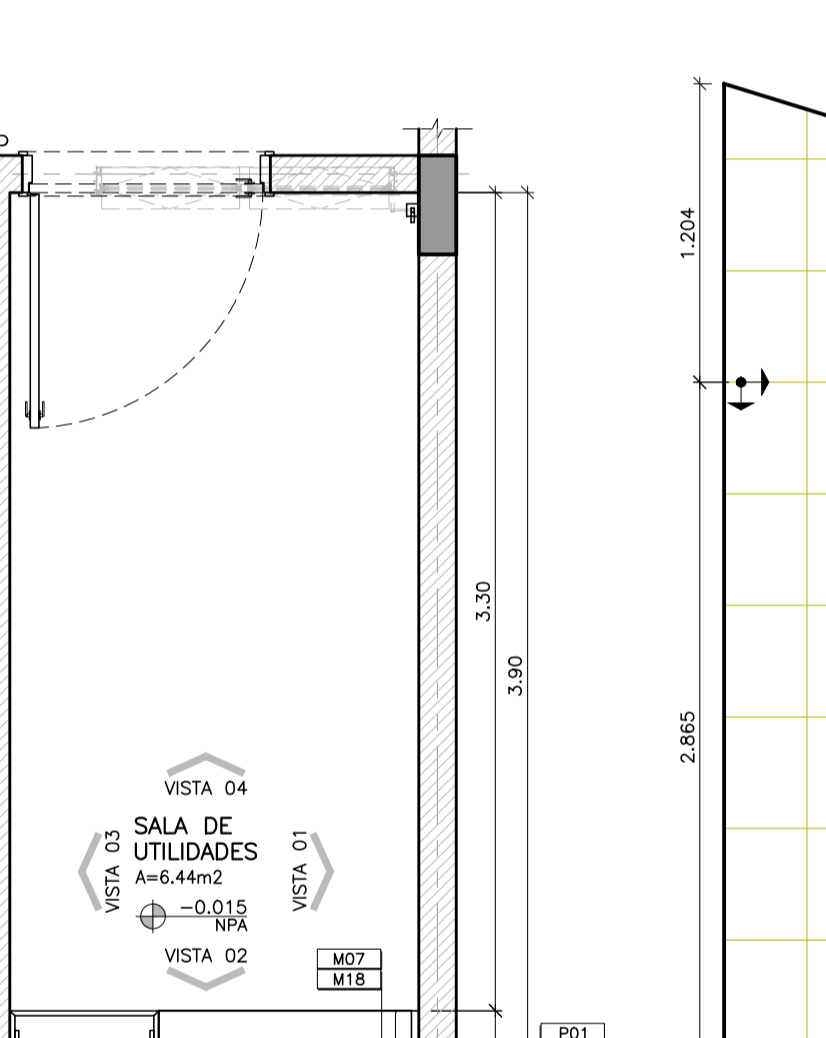 1.204
3.30
3.90
2.865
VISTA 04
VISTA 03
SALA DE
UTILIDADES
A=6.44m2
VISTA 01
-0.015
NPA
VISTA 02
M07
M18
P01